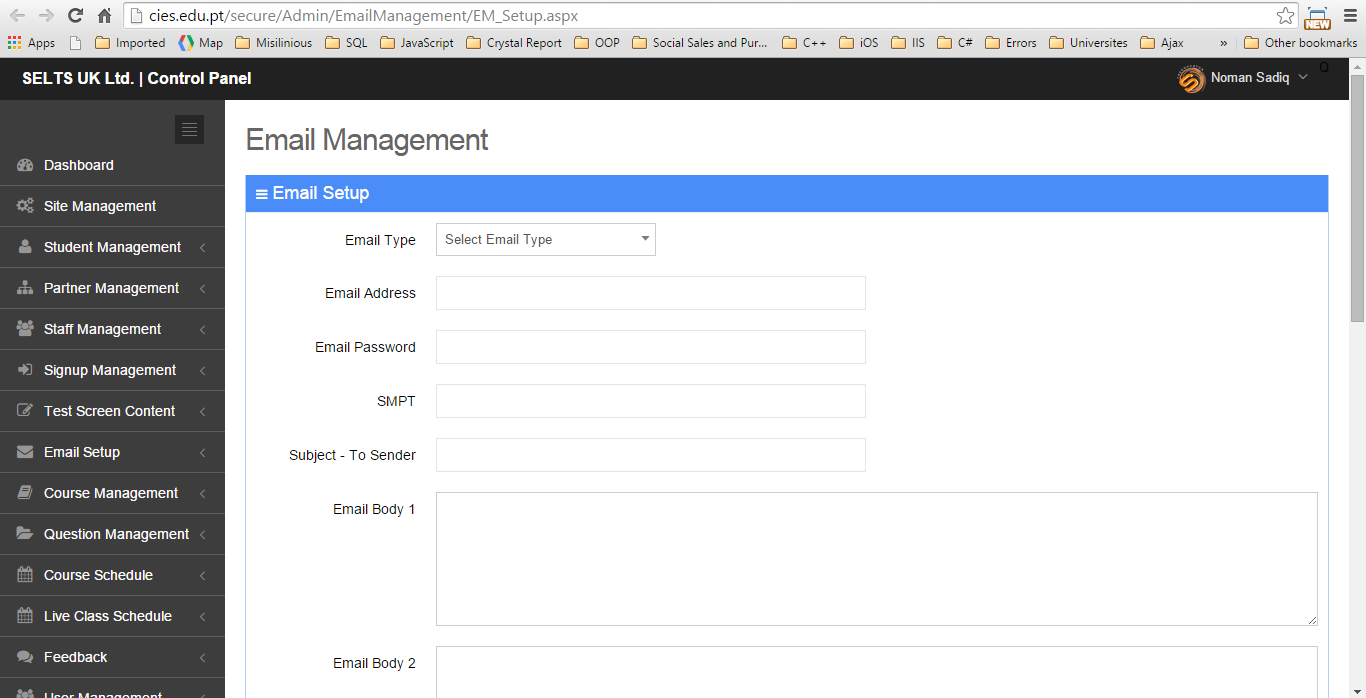 cies.edu.pt/secure/Admin/EmailManagement/EM_Setup.aspx
NEW
Apps Imported Map Misilinious SQL JavaScript Crystal Report OOP Social Sales and Pur... C++ iOS IIS C# Errors Universites Ajax » Other bookmarks
SELTS UK Ltd. | Control Panel
Noman Sadiq
Q
Dashboard
Site Management
Student Management
Partner Management
Staff Management
Signup Management
Test Screen Content
Email Setup
Course Management
Question Management
Course Schedule
Live Class Schedule
Feedback
User Management
Email Management
Email Setup
Email Type Select Email Type
Email Address
Email Password
SMPT
Subject - To Sender
Email Body 1
Email Body 2